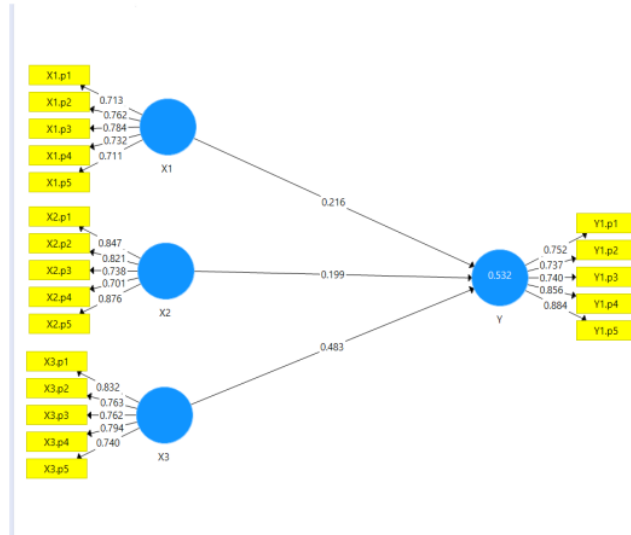 X1.p1
X1.p2
X1.p3
X1.p4
X1.p5
0.713
0.762
0.784
0.732
0.711
X1
0.216
X2.p1
X2.p2
X2.p3
X2.p4
X2.p5
0.847
0.821
0.738
0.701
0.876
X2
0.199
X3.p1
X3.p2
X3.p3
X3.p4
X3.p5
0.832
0.763
0.762
0.794
0.740
X3
0.483
0.532
Y
0.752
0.737
0.740
0.856
0.884
Y1.p1
Y1.p2
Y1.p3
Y1.p4
Y1.p5